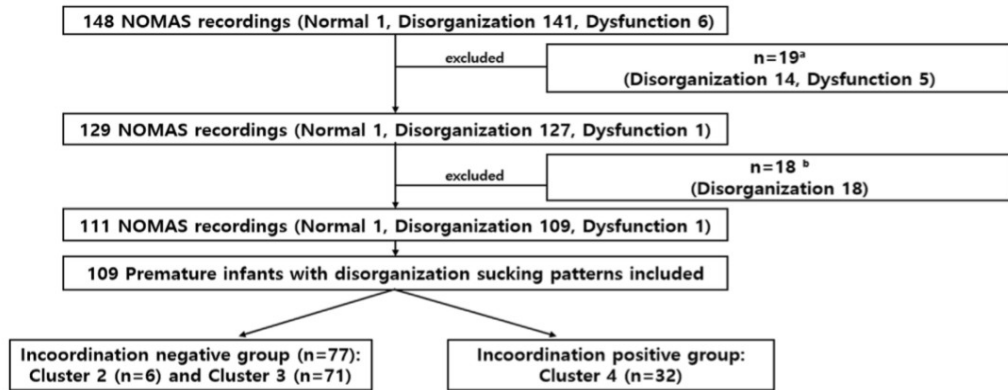 148 NOMAS recordings (Normal 1, Disorganization 141, Dysfunction 6)
excluded
n=19ᵃ
(Disorganization 14, Dysfunction 5)
129 NOMAS recordings (Normal 1, Disorganization 127, Dysfunction 1)
excluded
n=18 ᵇ
(Disorganization 18)
111 NOMAS recordings (Normal 1, Disorganization 109, Dysfunction 1)
109 Premature infants with disorganization sucking patterns included
Incoordination negative group (n=77):
Cluster 2 (n=6) and Cluster 3 (n=71)
Incoordination positive group:
Cluster 4 (n=32)